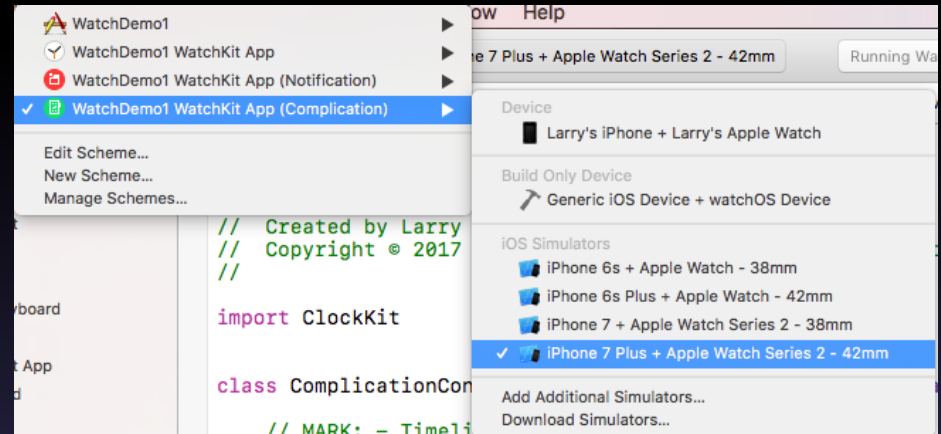 WatchDemo1
WatchDemo1 WatchKit App
WatchDemo1 WatchKit App (Notification)
WatchDemo1 WatchKit App (Complication)
Edit Scheme...
New Scheme...
Manage Schemes...
Help
7 Plus + Apple Watch Series 2 - 42mm
Running
Device
Larry's iPhone + Larry's Apple Watch
Build Only Device
Generic iOS Device + watchOS Device
iOS Simulators
iPhone 6s + Apple Watch - 38mm
iPhone 6s Plus + Apple Watch - 42mm
iPhone 7 + Apple Watch Series 2 - 38mm
iPhone 7 Plus + Apple Watch Series 2 - 42mm
Add Additional Simulators...
Download Simulators...
App
// Created by Larry
// Copyright © 2017
//
import ClockKit
class ComplicationCon
// MARK: - Timeli